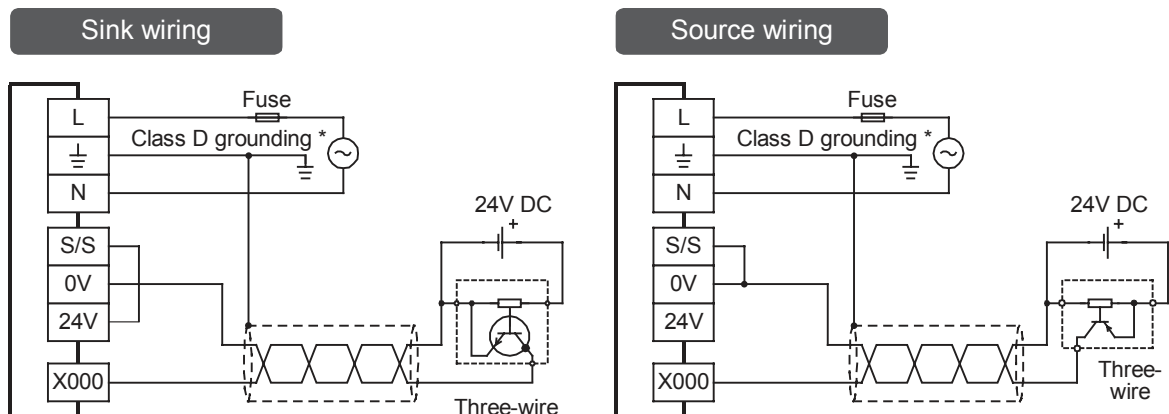 Sink wiring
L
Fuse
Class D grounding *
N
24V DC
+
S/S
0V
24V
X000
Three-wire
Source wiring
L
Fuse
Class D grounding *
N
24V DC
+
S/S
0V
24V
X000
Three-
wire